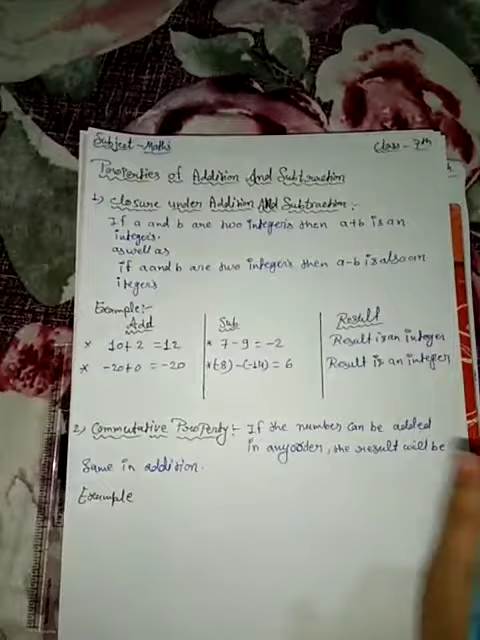 Subject - Maths Class - 7th
Properties of Addition And Subtraction
1) Closure under Addition And Subtraction :-
If a and b are two integers then a+b is an
integers.
as well as
if a and b are two integers then a-b is also an
itegers
Example:-
Add Sub Result
* 10+2 = 12 * 7-9 = -2 Result is an integer
* -20+0 = -20 * (-8) - (-14) = 6 Result is an integer
2) Commutative Property :- If the number can be added
in any order, the result will be
Same in addition.
Example